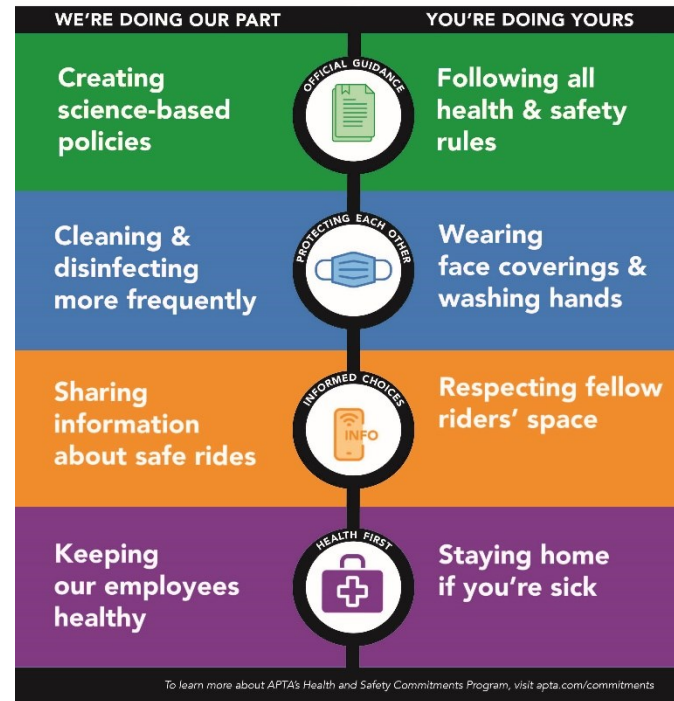 WE'RE DOING OUR PART
YOU'RE DOING YOURS
OFFICIAL GUIDANCE
Creating
science-based
policies
Following all
health & safety
rules
PROTECTING EACH OTHER
Cleaning &
disinfecting
more frequently
Wearing
face coverings &
washing hands
INFORMED CHOICES
INFO
Sharing
information
about safe rides
Respecting fellow
riders' space
HEALTH FIRST
Keeping
our employees
healthy
Staying home
if you're sick
To learn more about APTA's Health and Safety Commitments Program, visit apta.com/commitments